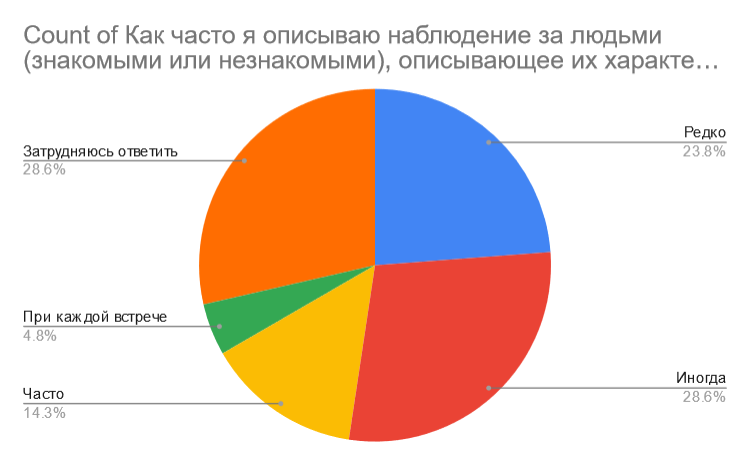 Count of Как часто я описываю наблюдение за людьми
(знакомыми или незнакомыми), описывающее их характе…
Редко
23.8%
Затрудняюсь ответить
28.6%
При каждой встрече
4.8%
Иногда
28.6%
Часто
14.3%